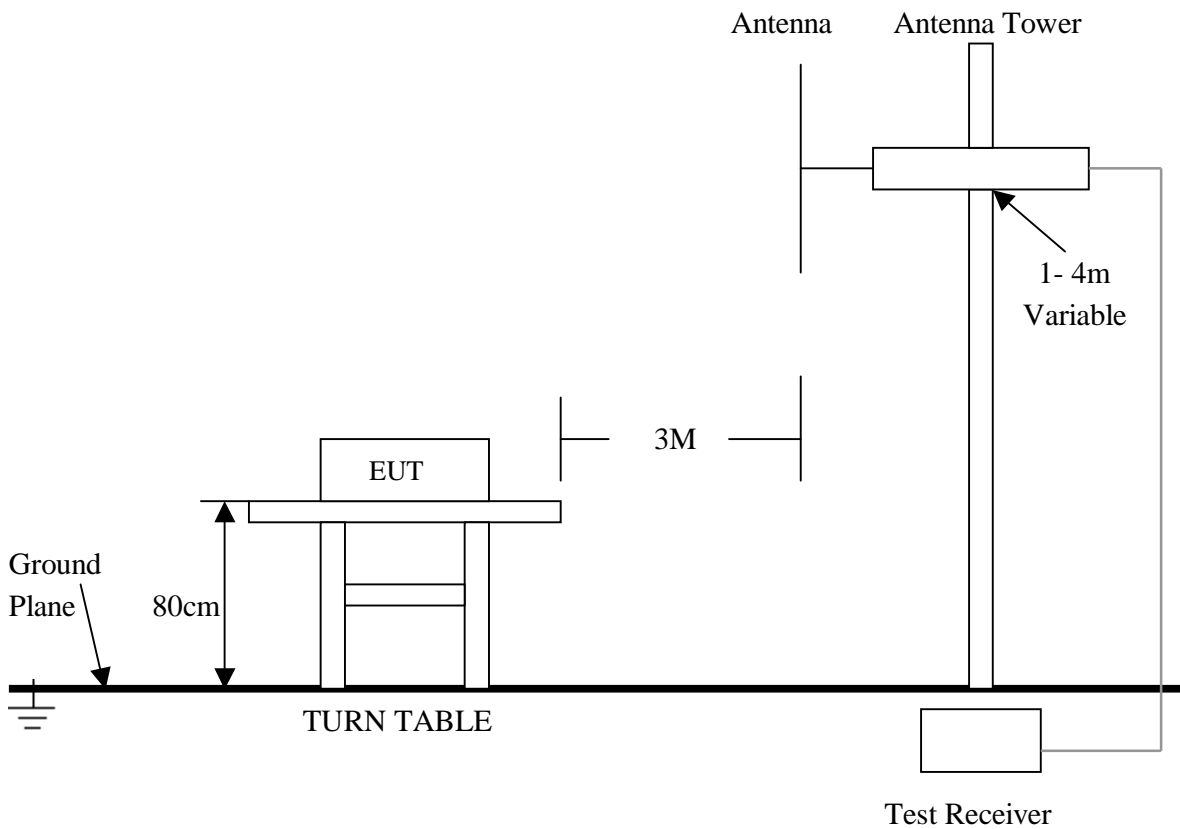 Antenna
Antenna Tower
1- 4m
Variable
3M
EUT
Ground
Plane
80cm
TURN TABLE
Test Receiver